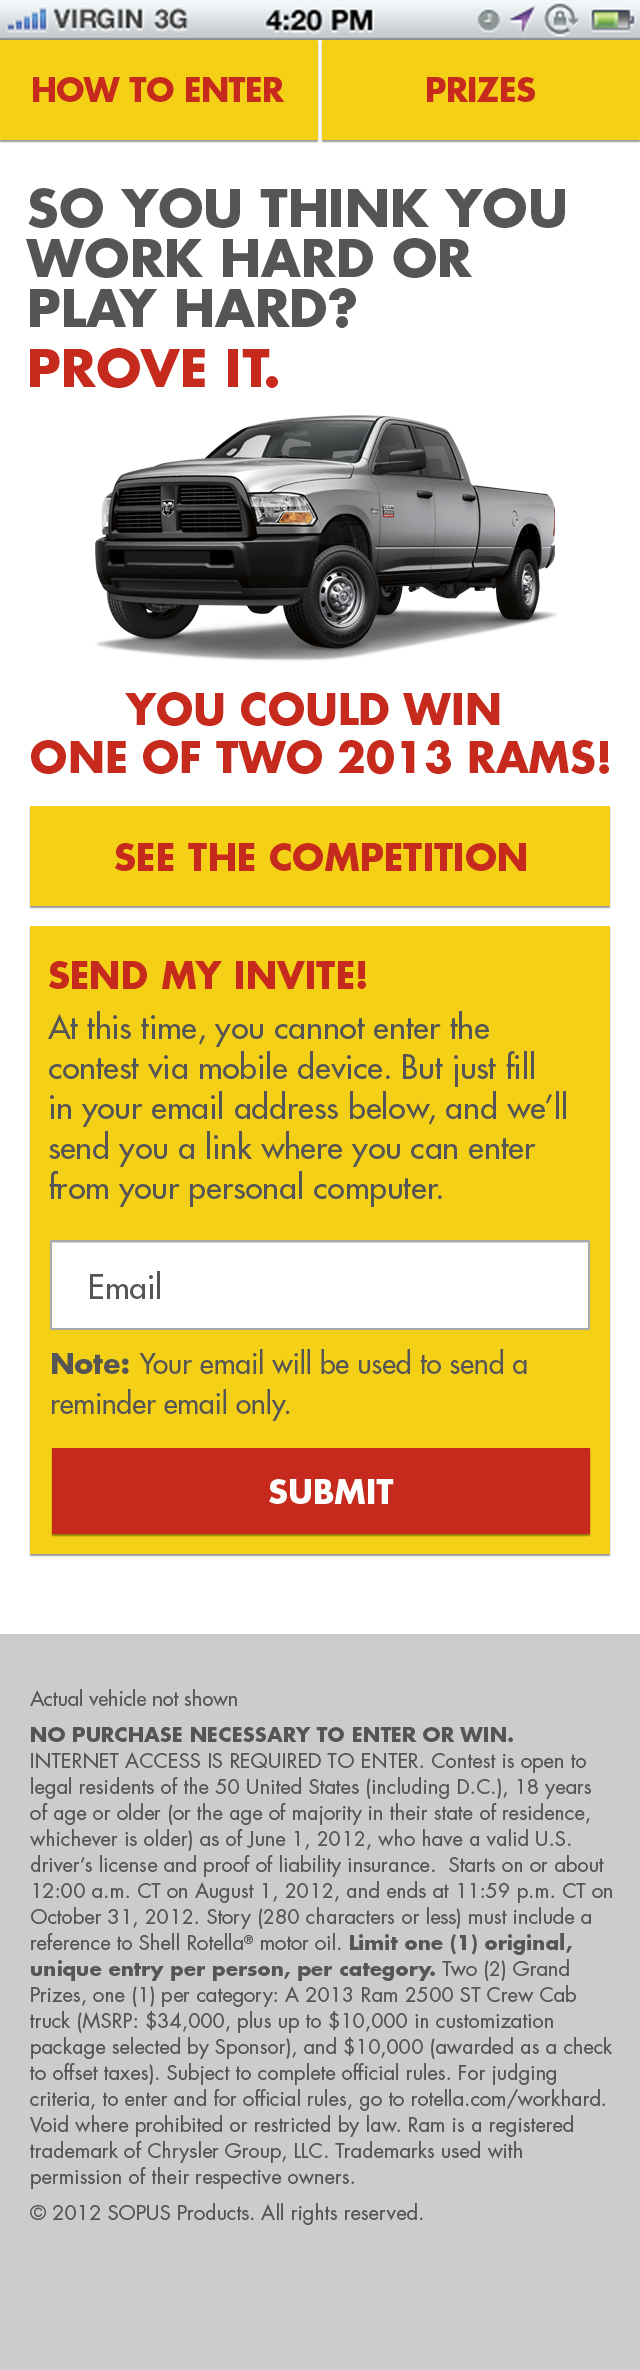 VIRGIN 3G 4:20 PM
HOW TO ENTER PRIZES
SO YOU THINK YOU
WORK HARD OR
PLAY HARD?
PROVE IT.
YOU COULD WIN
ONE OF TWO 2013 RAMS!
SEE THE COMPETITION
SEND MY INVITE!
At this time, you cannot enter the
contest via mobile device. But just fill
in your email address below, and we’ll
send you a link where you can enter
from your personal computer.
Email
Note: Your email will be used to send a
reminder email only.
SUBMIT
Actual vehicle not shown
NO PURCHASE NECESSARY TO ENTER OR WIN.
INTERNET ACCESS IS REQUIRED TO ENTER. Contest is open to
legal residents of the 50 United States (including D.C.), 18 years
of age or older (or the age of majority in their state of residence,
whichever is older) as of June 1, 2012, who have a valid U.S.
driver’s license and proof of liability insurance. Starts on or about
12:00 a.m. CT on August 1, 2012, and ends at 11:59 p.m. CT on
October 31, 2012. Story (280 characters or less) must include a
reference to Shell Rotella® motor oil. Limit one (1) original,
unique entry per person, per category. Two (2) Grand
Prizes, one (1) per category: A 2013 Ram 2500 ST Crew Cab
truck (MSRP: $34,000, plus up to $10,000 in customization
package selected by Sponsor), and $10,000 (awarded as a check
to offset taxes). Subject to complete official rules. For judging
criteria, to enter and for official rules, go to rotella.com/workhard.
Void where prohibited or restricted by law. Ram is a registered
trademark of Chrysler Group, LLC. Trademarks used with
permission of their respective owners.
© 2012 SOPUS Products. All rights reserved.